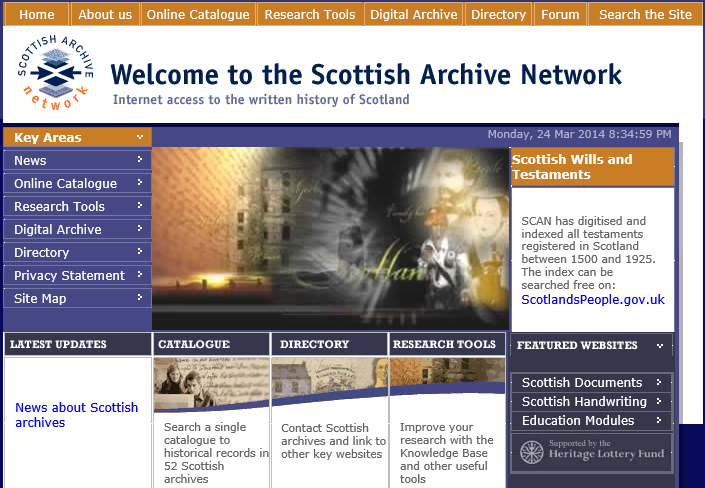 Home
About us
Online Catalogue
Research Tools
Digital Archive
Directory
Forum
Search the Site
SCOTTISH ARCHIVE
network
Welcome to the Scottish Archive Network
Internet access to the written history of Scotland
Monday, 24 Mar 2014 8:34:59 PM
Key Areas
News
Online Catalogue
Research Tools
Digital Archive
Directory
Privacy Statement
Site Map
Scottish Wills and
Testaments
SCAN has digitised and
indexed all testaments
registered in Scotland
between 1500 and 1925.
The index can be
searched free on:
ScotlandsPeople.gov.uk
LATEST UPDATES
News about Scottish
archives
CATALOGUE
Search a single
catalogue to
historical records in
52 Scottish
archives
DIRECTORY
Contact Scottish
archives and link to
other key websites
RESEARCH TOOLS
Improve your
research with the
Knowledge Base
and other useful
tools
FEATURED WEBSITES
Scottish Documents
Scottish Handwriting
Education Modules
Supported by the
Heritage Lottery Fund